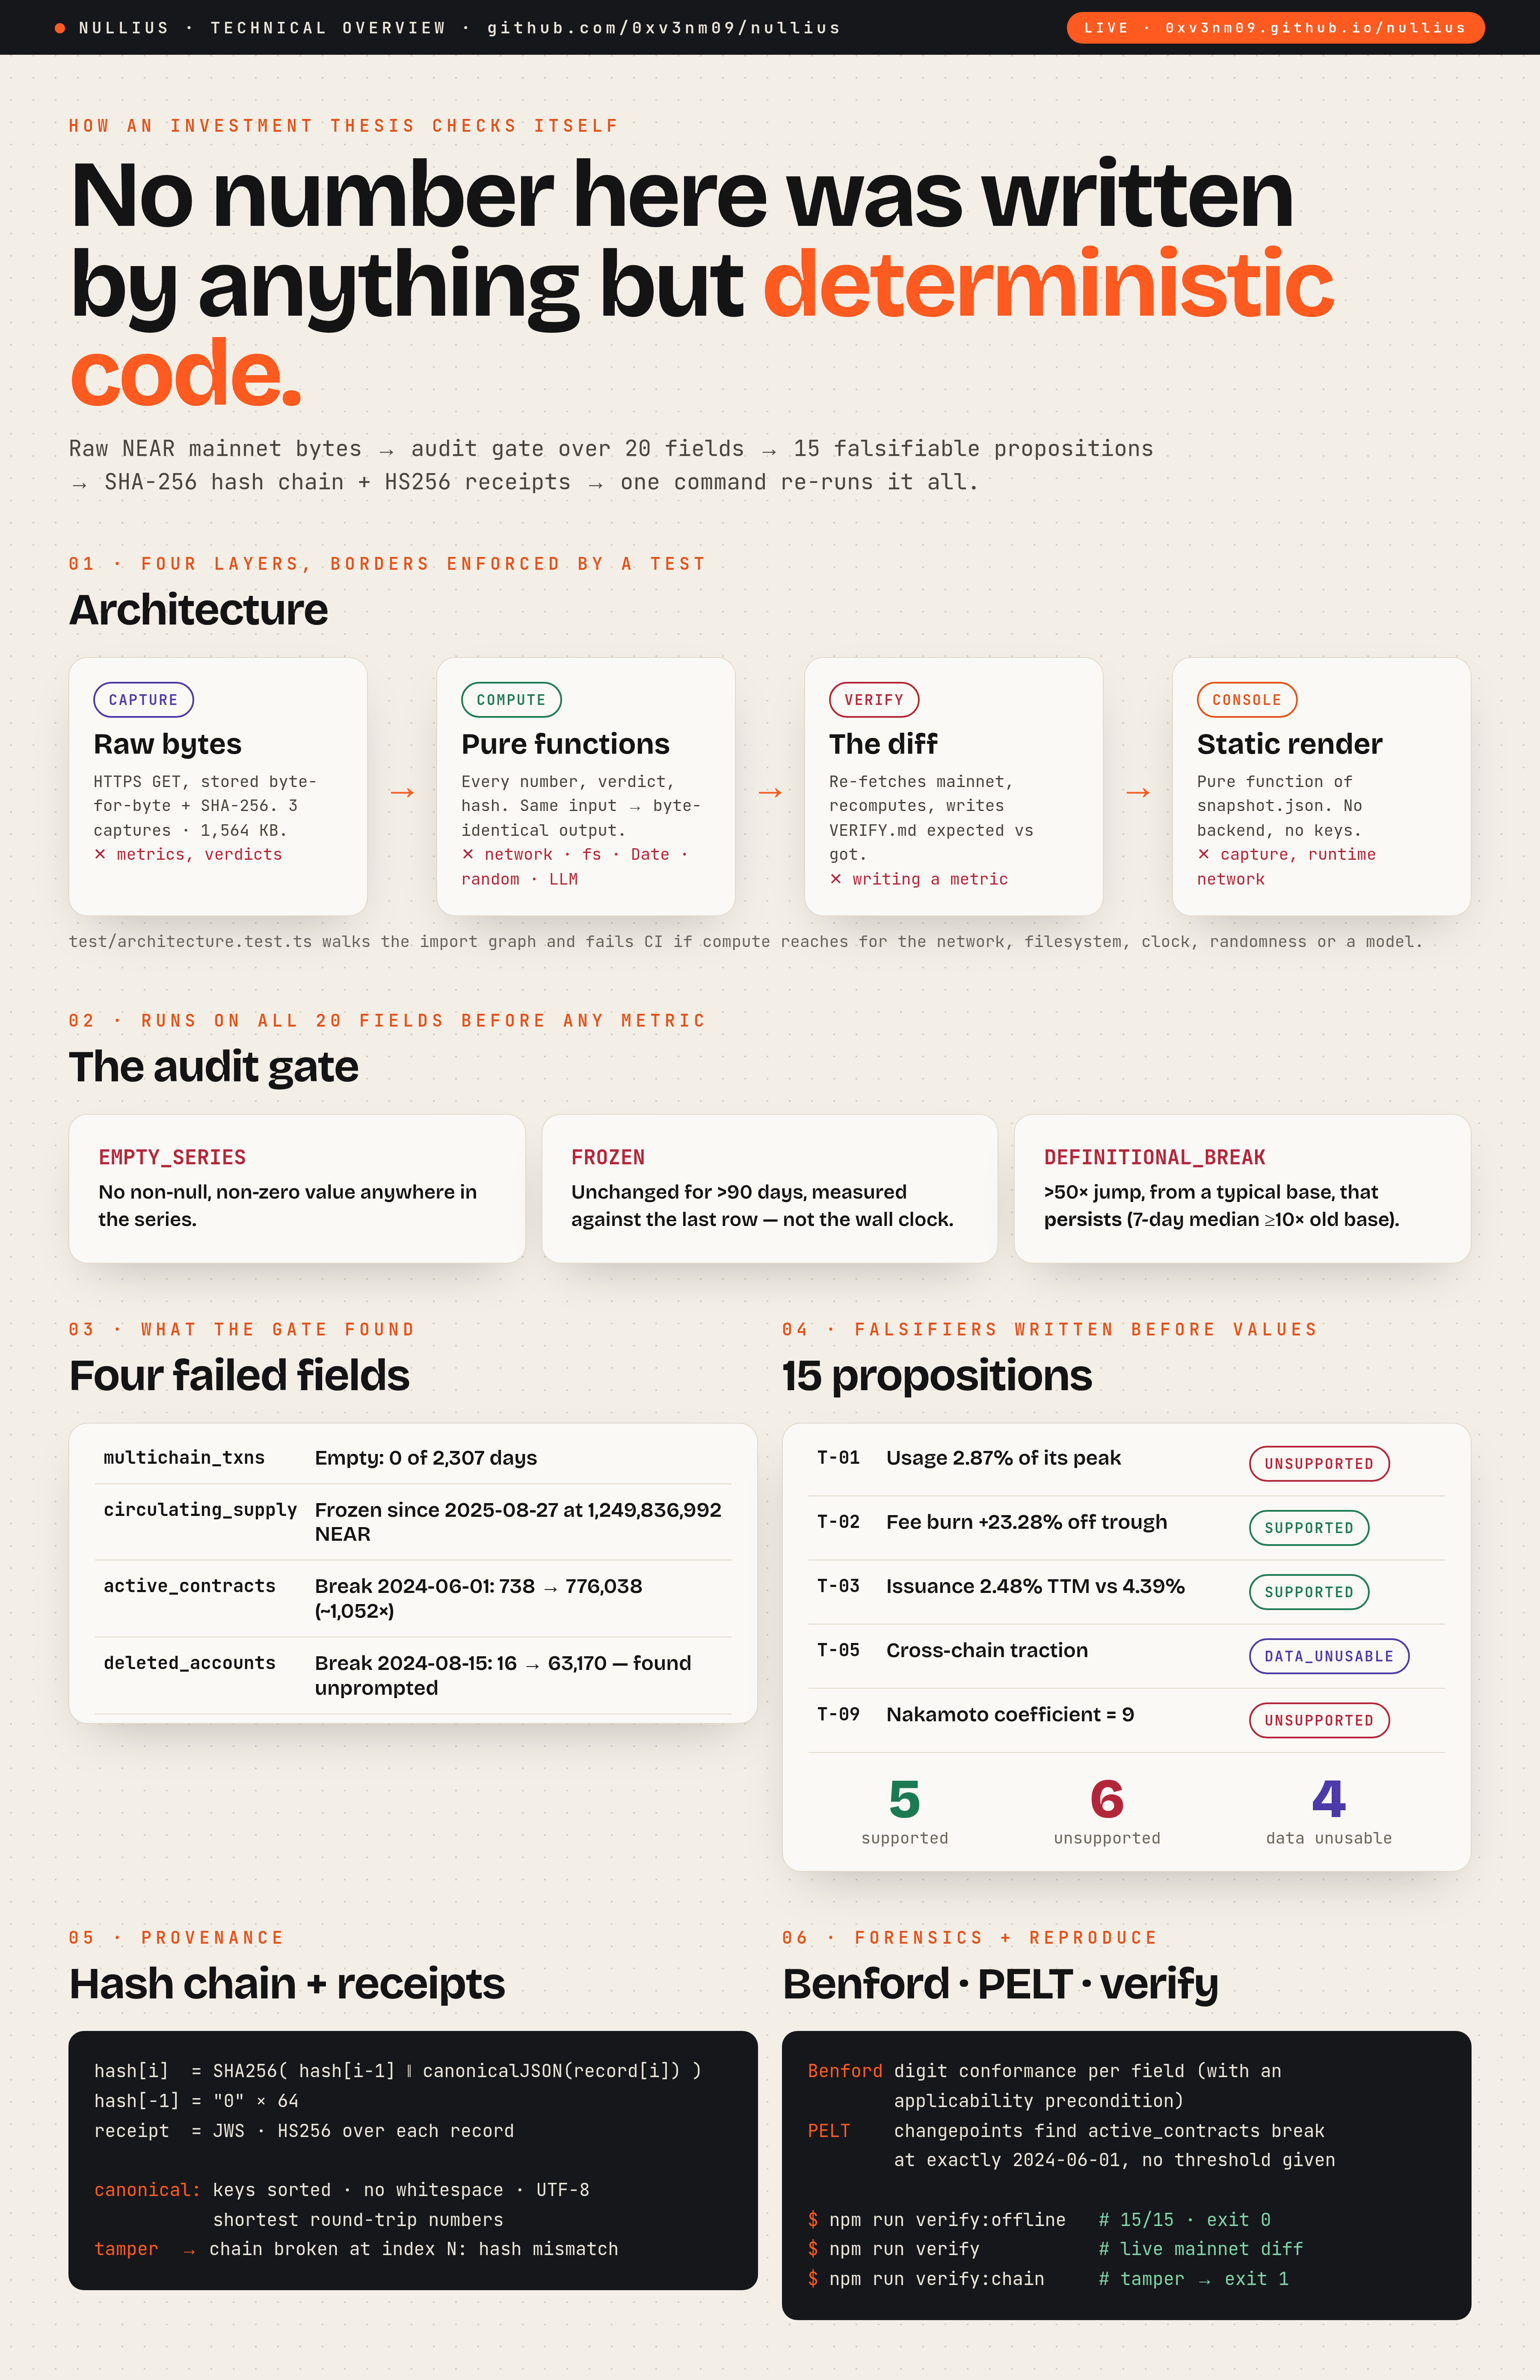 NULLIUS · TECHNICAL OVERVIEW · github.com/0xv3nm09/nullius
LIVE · 0xv3nm09.github.io/nullius
HOW AN INVESTMENT THESIS CHECKS ITSELF
No number here was written
by anything but deterministic
code.
Raw NEAR mainnet bytes → audit gate over 20 fields → 15 falsifiable propositions
→ SHA-256 hash chain + HS256 receipts → one command re-runs it all.
01 · FOUR LAYERS, BORDERS ENFORCED BY A TEST
Architecture
CAPTURE
Raw bytes
HTTPS GET, stored byte-
for-byte + SHA-256. 3
captures · 1,564 KB.
✕ metrics, verdicts
→
COMPUTE
Pure functions
Every number, verdict,
hash. Same input → byte-
identical output.
✕ network · fs · Date ·
random · LLM
→
VERIFY
The diff
Re-fetches mainnet,
recomputes, writes
VERIFY.md expected vs
got.
✕ writing a metric
→
CONSOLE
Static render
Pure function of
snapshot.json. No
backend, no keys.
✕ capture, runtime
network
test/architecture.test.ts walks the import graph and fails CI if compute reaches for the network, filesystem, clock, randomness or a model.
02 · RUNS ON ALL 20 FIELDS BEFORE ANY METRIC
The audit gate
EMPTY_SERIES
No non-null, non-zero value anywhere in
the series.
FROZEN
Unchanged for >90 days, measured
against the last row — not the wall clock.
DEFINITIONAL_BREAK
>50× jump, from a typical base, that
persists (7-day median ≥10× old base).
03 · WHAT THE GATE FOUND
Four failed fields
multichain_txns Empty: 0 of 2,307 days
circulating_supply Frozen since 2025-08-27 at 1,249,836,992
NEAR
active_contracts Break 2024-06-01: 738 → 776,038
(~1,052×)
deleted_accounts Break 2024-08-15: 16 → 63,170 — found
unprompted
04 · FALSIFIERS WRITTEN BEFORE VALUES
15 propositions
T-01 Usage 2.87% of its peak UNSUPPORTED
T-02 Fee burn +23.28% off trough SUPPORTED
T-03 Issuance 2.48% TTM vs 4.39% SUPPORTED
T-05 Cross-chain traction DATA_UNUSABLE
T-09 Nakamoto coefficient = 9 UNSUPPORTED
5 6 4
supported unsupported data unusable
05 · PROVENANCE
Hash chain + receipts
hash[i] = SHA256( hash[i-1] ‖ canonicalJSON(record[i]) )
hash[-1] = "0" × 64
receipt = JWS · HS256 over each record
canonical: keys sorted · no whitespace · UTF-8
shortest round-trip numbers
tamper → chain broken at index N: hash mismatch
06 · FORENSICS + REPRODUCE
Benford · PELT · verify
Benford digit conformance per field (with an
applicability precondition)
PELT changepoints find active_contracts break
at exactly 2024-06-01, no threshold given
$ npm run verify:offline # 15/15 · exit 0
$ npm run verify # live mainnet diff
$ npm run verify:chain # tamper → exit 1